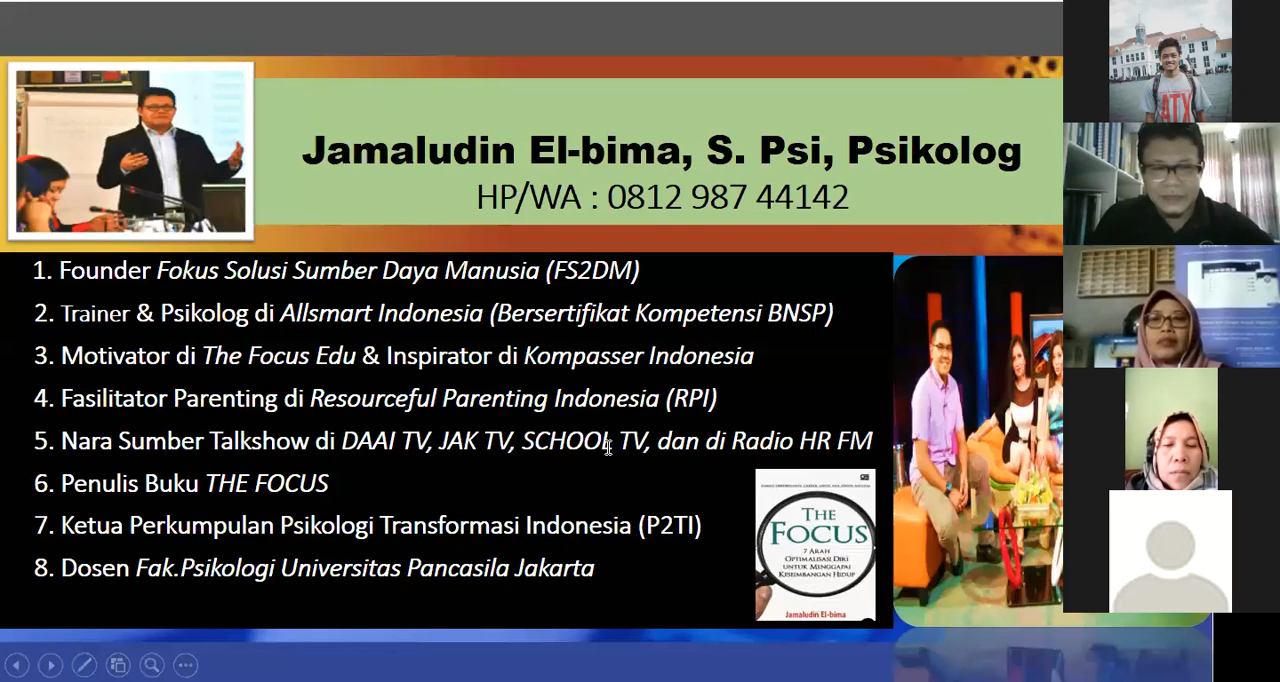 Jamaludin El-bima, S. Psi, Psikolog
HP/WA : 0812 987 44142
1. Founder Fokus Solusi Sumber Daya Manusia (FS2DM)
2. Trainer & Psikolog di Allsmart Indonesia (Bersertifikat Kompetensi BNSP)
3. Motivator di The Focus Edu & Inspirator di Kompasser Indonesia
4. Fasilitator Parenting di Resourceful Parenting Indonesia (RPI)
5. Nara Sumber Talkshow di DAAI TV, JAK TV, SCHOOL TV, dan di Radio HR FM
6. Penulis Buku THE FOCUS
7. Ketua Perkumpulan Psikologi Transformasi Indonesia (P2TI)
8. Dosen Fak.Psikologi Universitas Pancasila Jakarta
THE
FOCUS
7 ARAH
OPTIMALISASI DIRI
UNTUK MENGGAPAI
KESEIMBANGAN HIDUP
Jamaludin El-bima
ATX